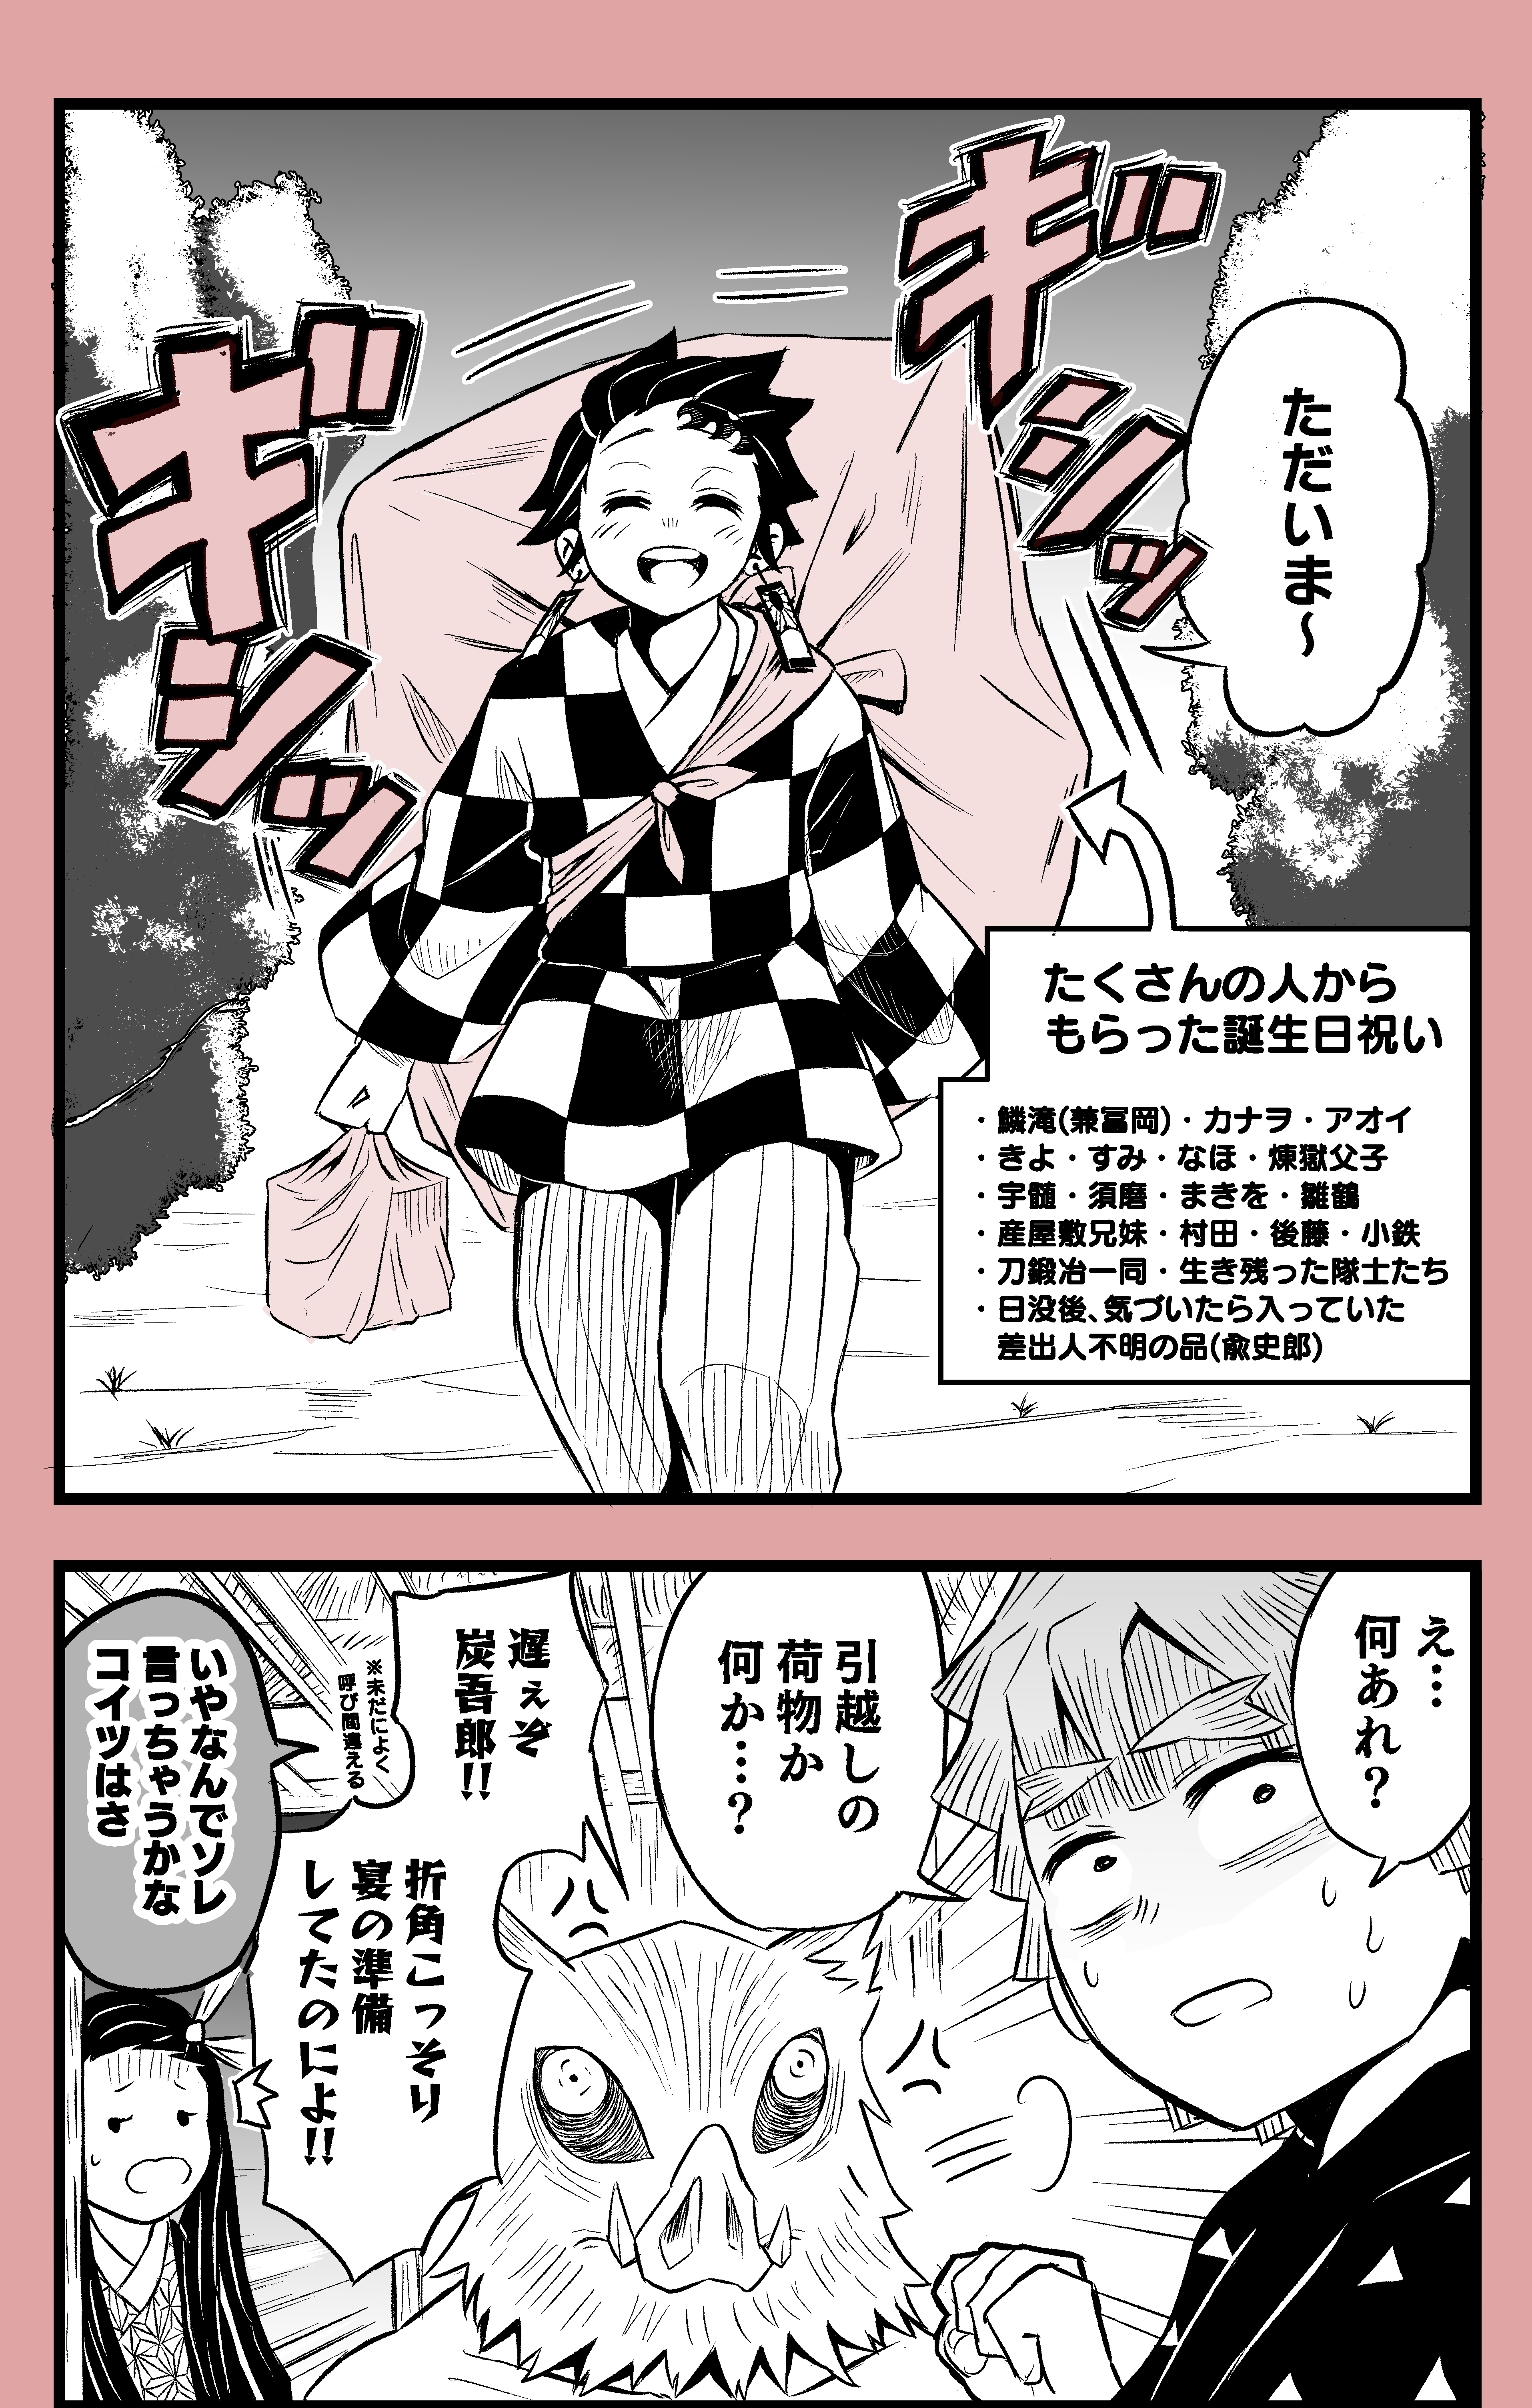 ギシッ
ただいま～
ギシッ
たくさんの人から
もらった誕生日祝い
・鱗滝(兼冨岡)・カナヲ・アオイ
・きよ・すみ・なほ・煉獄父子
・宇髄・須磨・まきを・雛鶴
・産屋敷兄妹・村田・後藤・小鉄
・刀鍛冶一同・生き残った隊士たち
・日没後、気づいたら入っていた
差出人不明の品(兪史郎)
え…
何あれ?
引越しの
荷物か
何か…?
遅ぇぞ
炭吾郎!!
※未だによく
呼び間違える
折角こっそり
宴の準備
してたのによ!!
いやなんでソレ
言っちゃうかな
コイツはさ